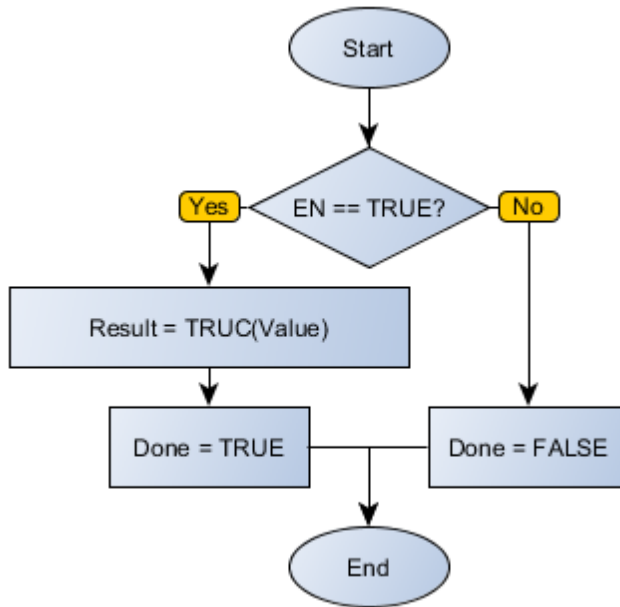 Start
EN == TRUE?
Yes
No
Result = TRUC(Value)
Done = TRUE
Done = FALSE
End